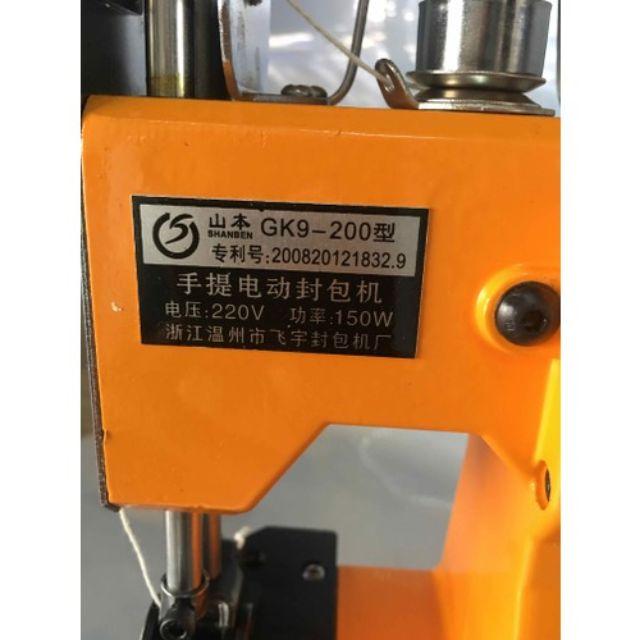 山本 SHANBEN GK9-200型
专利号:200820121832.9
手提电动封包机
电压:220V 功率:150W
浙江温州市飞宇封包机厂